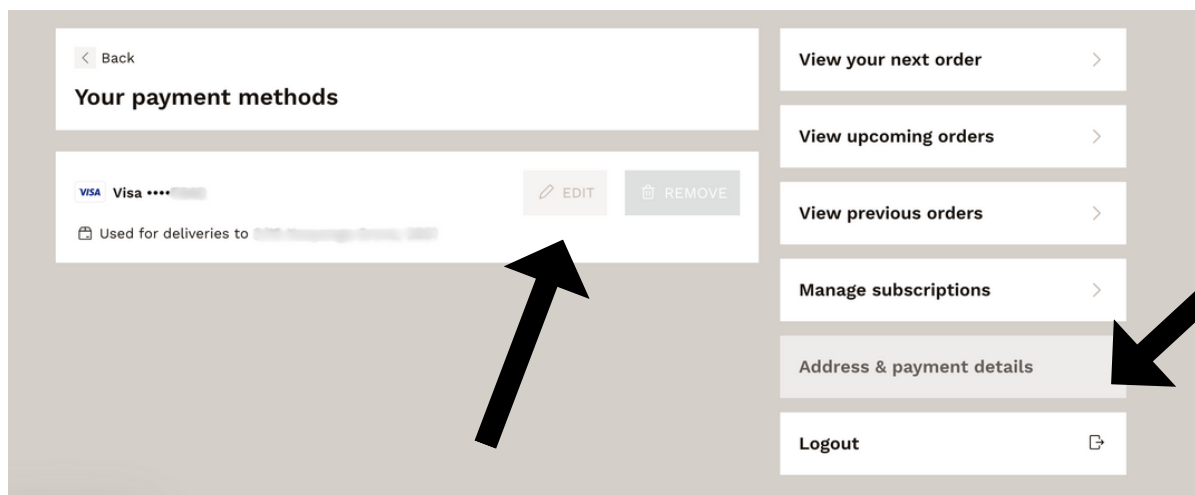 Back
Your payment methods
VISA Visa ••••
EDIT
REMOVE
Used for deliveries to
View your next order
View upcoming orders
View previous orders
Manage subscriptions
Address & payment details
Logout